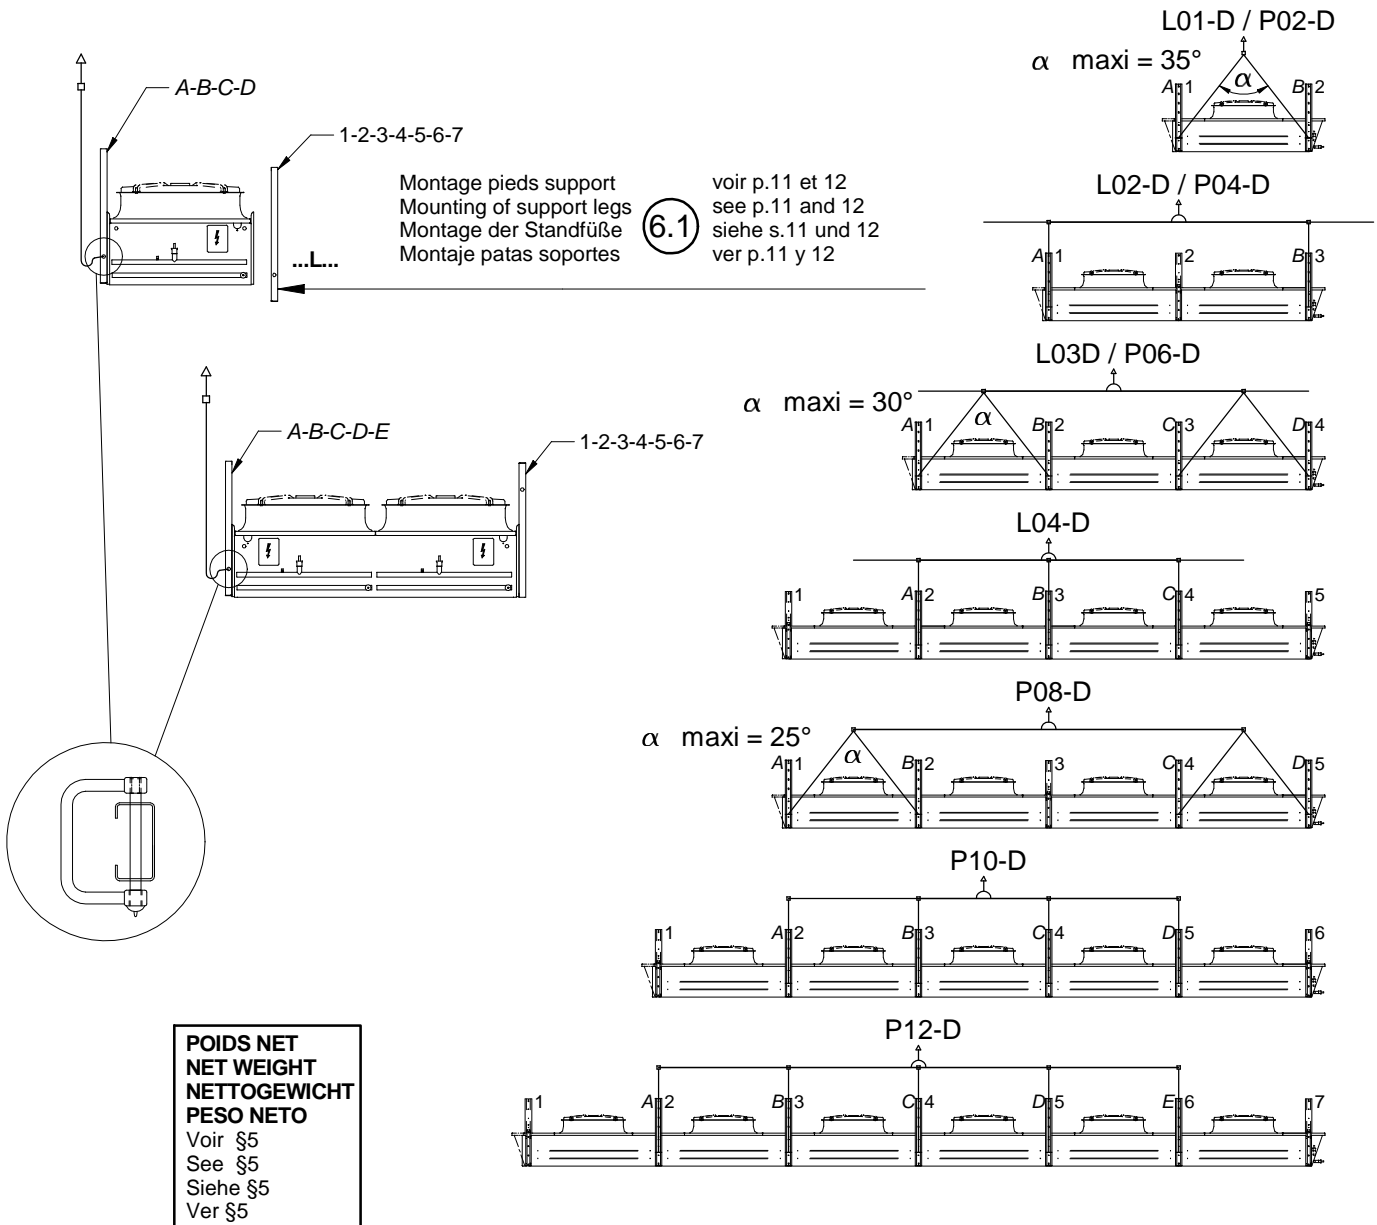 L01-D / P02-D
α maxi = 35°
α
A 1 B 2
A-B-C-D
1-2-3-4-5-6-7
Montage pieds support voir p.11 et 12
Mounting of support legs see p.11 and 12
Montage der Standfüße siehe s.11 und 12
Montaje patas soportes ver p.11 y 12
6.1
...L...
L02-D / P04-D
A 1 2 B 3
L03D / P06-D
α maxi = 30°
α
A 1 B 2 C 3 D 4
A-B-C-D-E
1-2-3-4-5-6-7
L04-D
1 A 2 B 3 C 4 5
P08-D
α maxi = 25°
α
A 1 B 2 3 C 4 D 5
P10-D
1 A 2 B 3 C 4 D 5 6
P12-D
1 A 2 B 3 C 4 D 5 E 6 7
POIDS NET
NET WEIGHT
NETTOGEWICHT
PESO NETO
Voir §5
See §5
Siehe §5
Ver §5